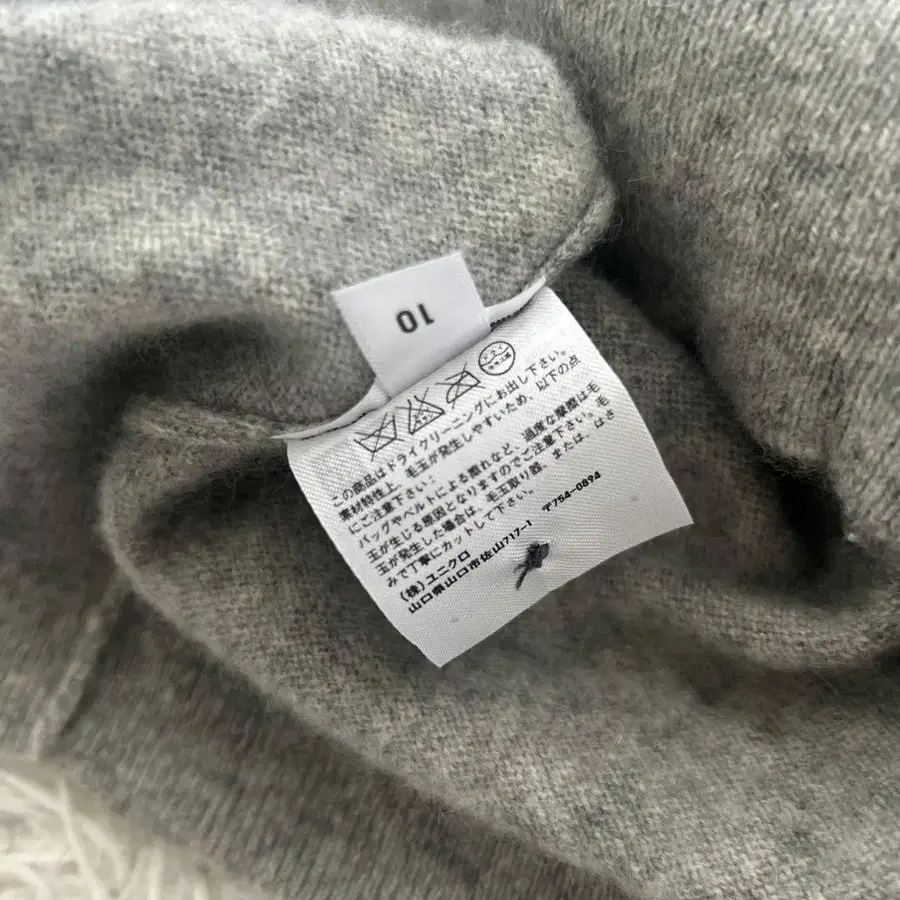 10
この商品はドライクリーニングにお出し下さい。
素材特性上、毛玉が発生しやすいため、以下の点
にご注意下さい：
バッグやベルトによる擦れなど、過度な摩擦は毛
玉が生じる原因となりますのでご注意下さい。毛
玉が発生した場合は、毛玉取り器、または、はさ
みで丁寧にカットして下さい。
(株)ユニクロ
山口県山口市佐山717-1 〒754-0894